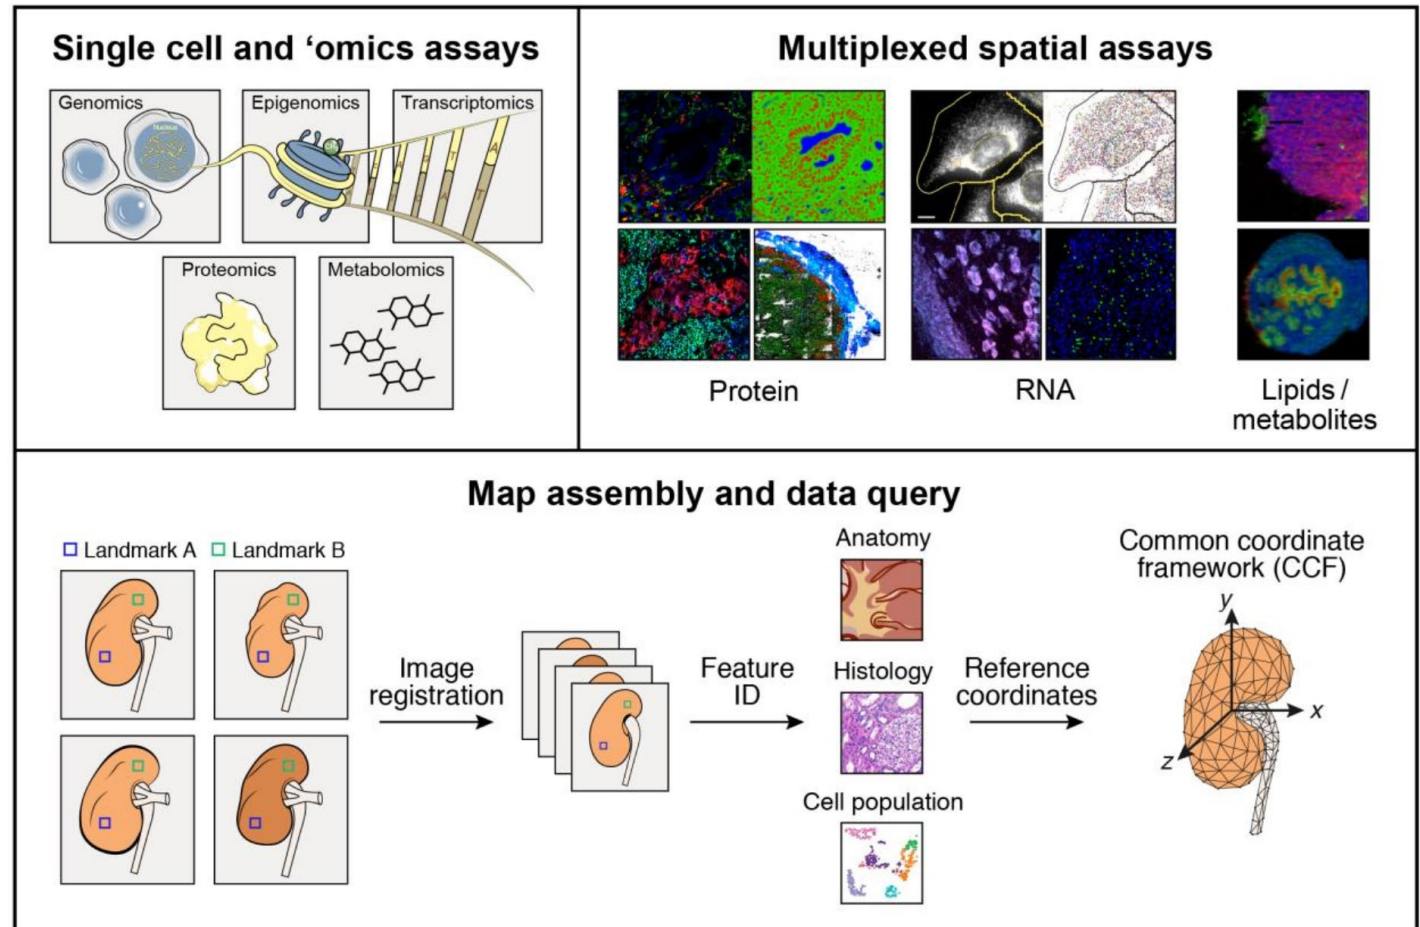 Single cell and ‘omics assays
Genomics
Nucleus
Epigenomics
Transcriptomics
A
G
T
A
G
A
T
Proteomics
Metabolomics
Multiplexed spatial assays
Protein
RNA
Lipids /
metabolites
Map assembly and data query
Landmark A
Landmark B
Image
registration
Feature
ID
Anatomy
Histology
Cell population
Reference
coordinates
Common coordinate
framework (CCF)
y
x
z